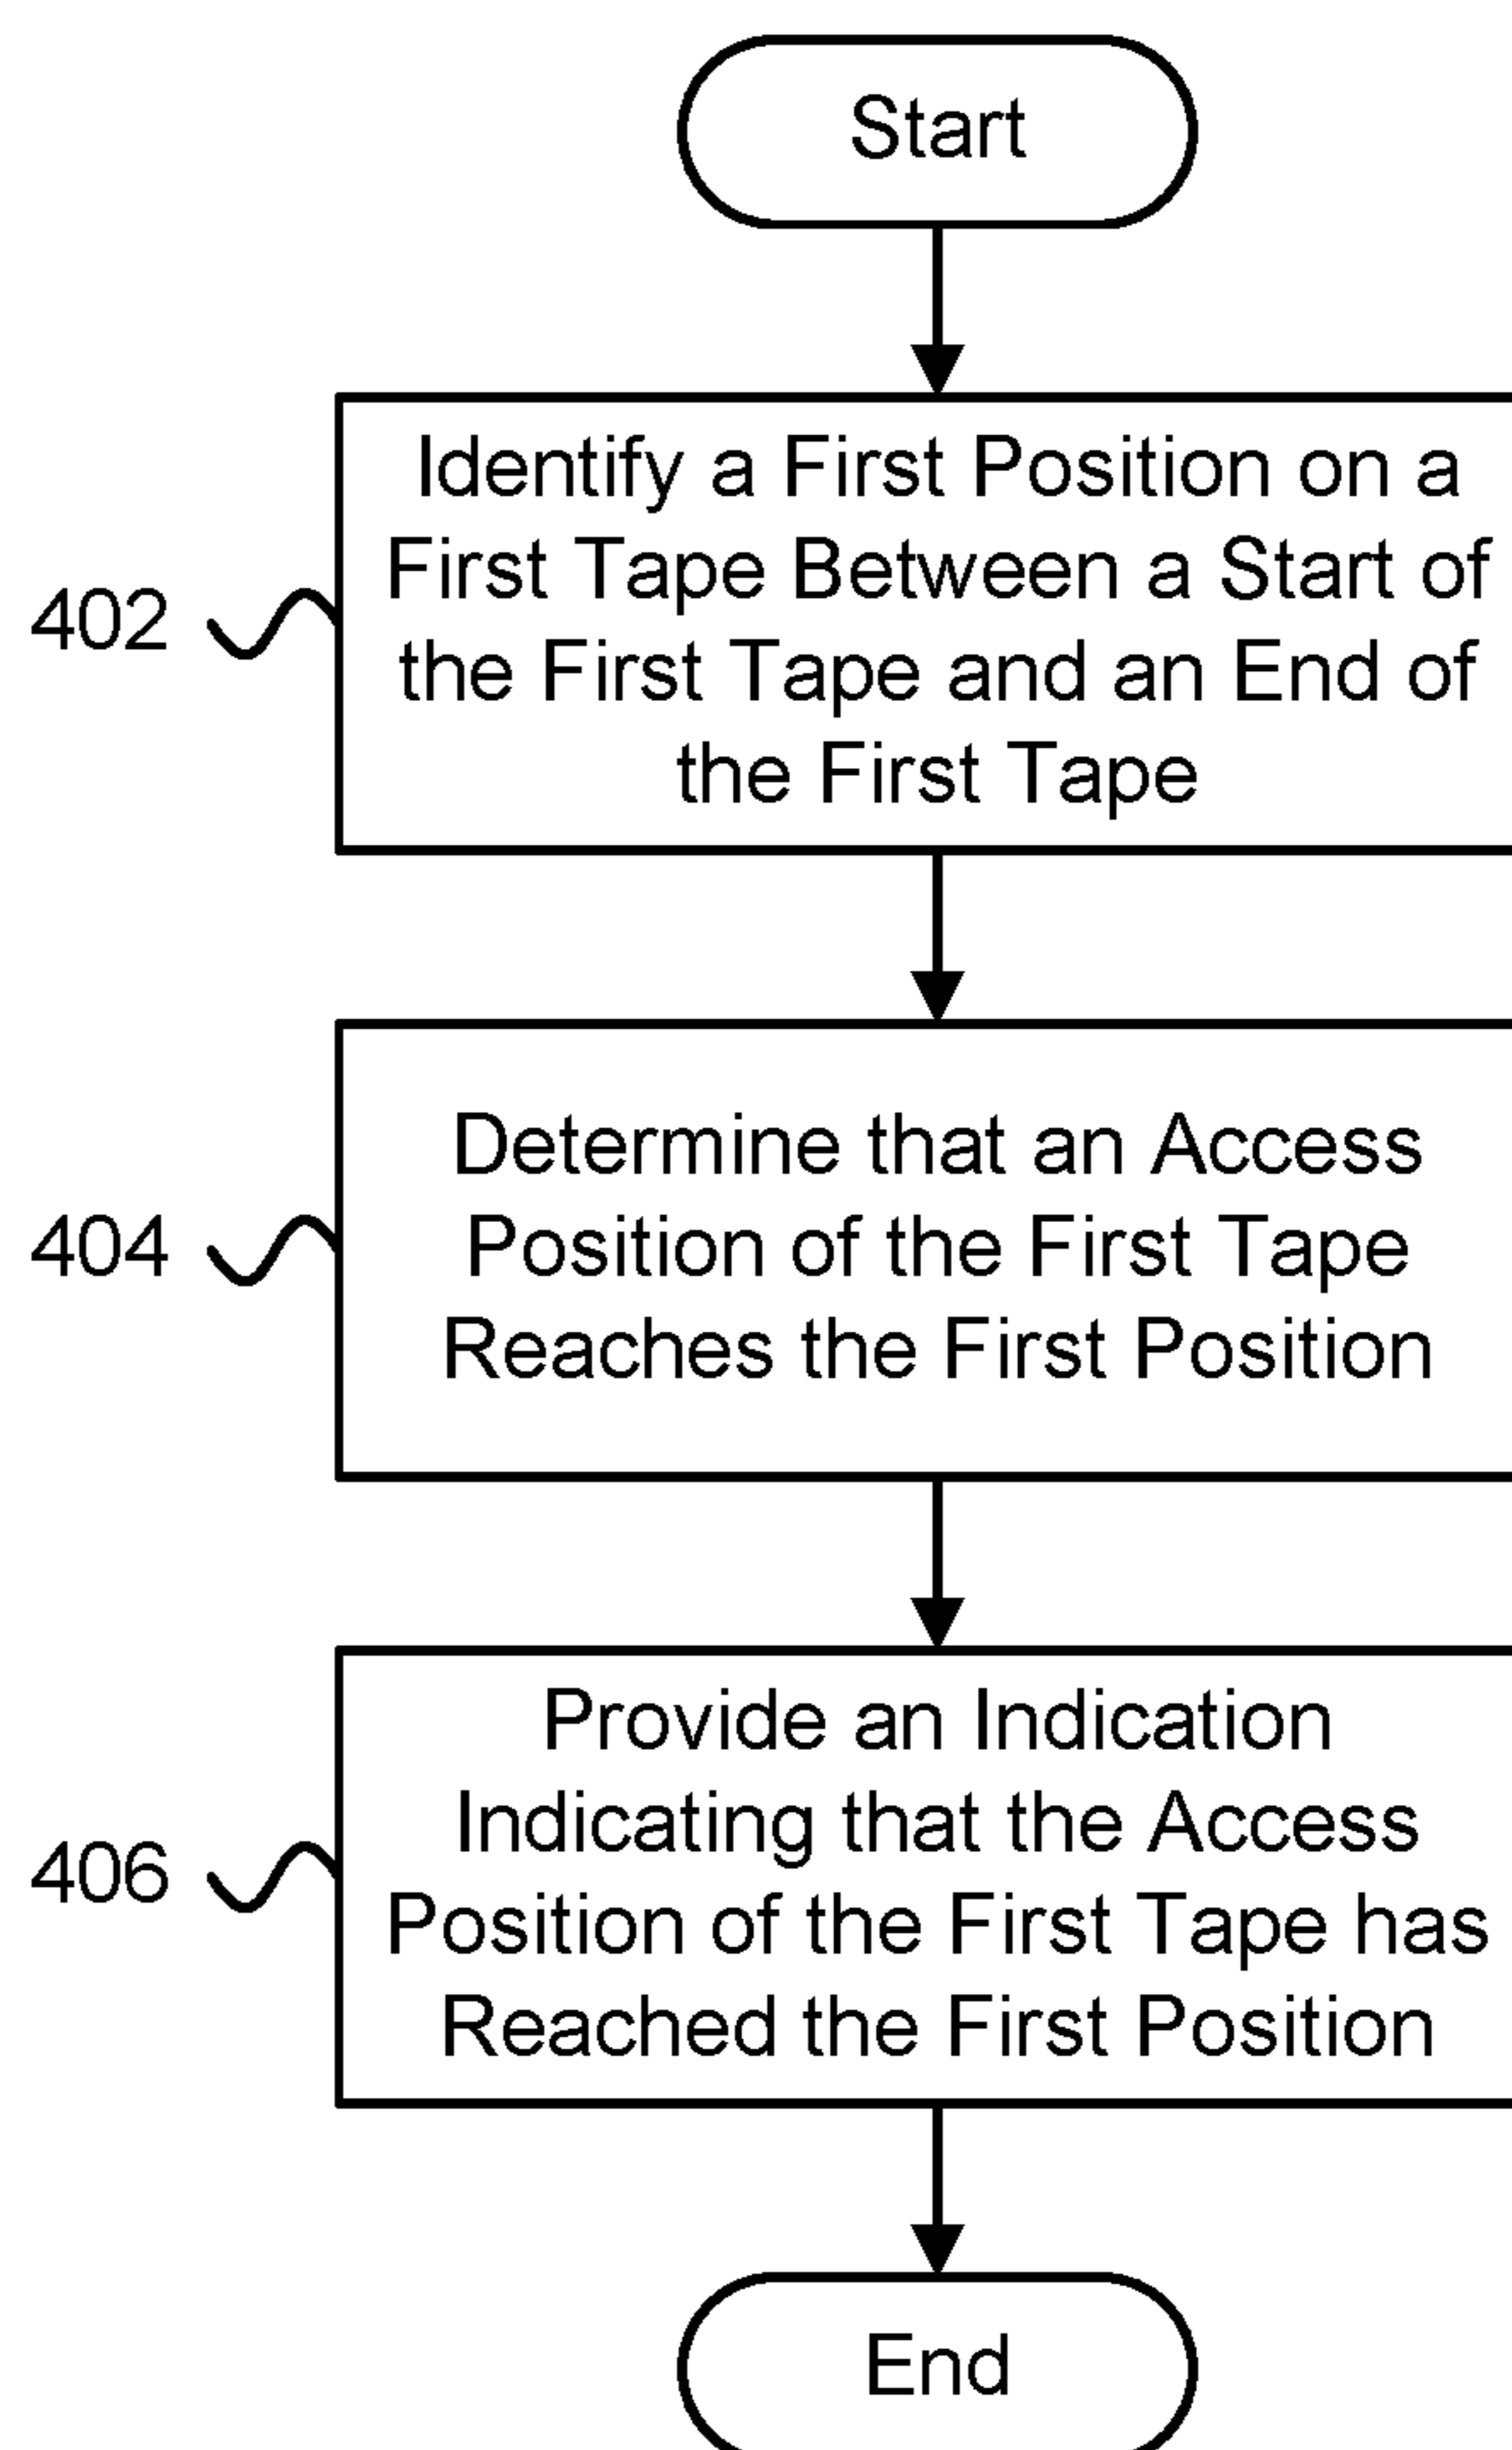 Start
Identify a First Position on a
First Tape Between a Start of
the First Tape and an End of
the First Tape
402
Determine that an Access
Position of the First Tape
Reaches the First Position
404
Provide an Indication
Indicating that the Access
Position of the First Tape has
Reached the First Position
406
End